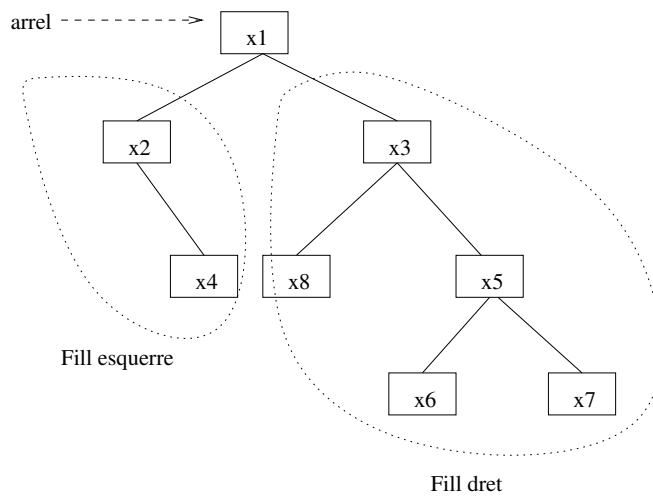 arrel
x1
x2
x3
x4
x8
x5
Fill esquerre
x6
x7
Fill dret